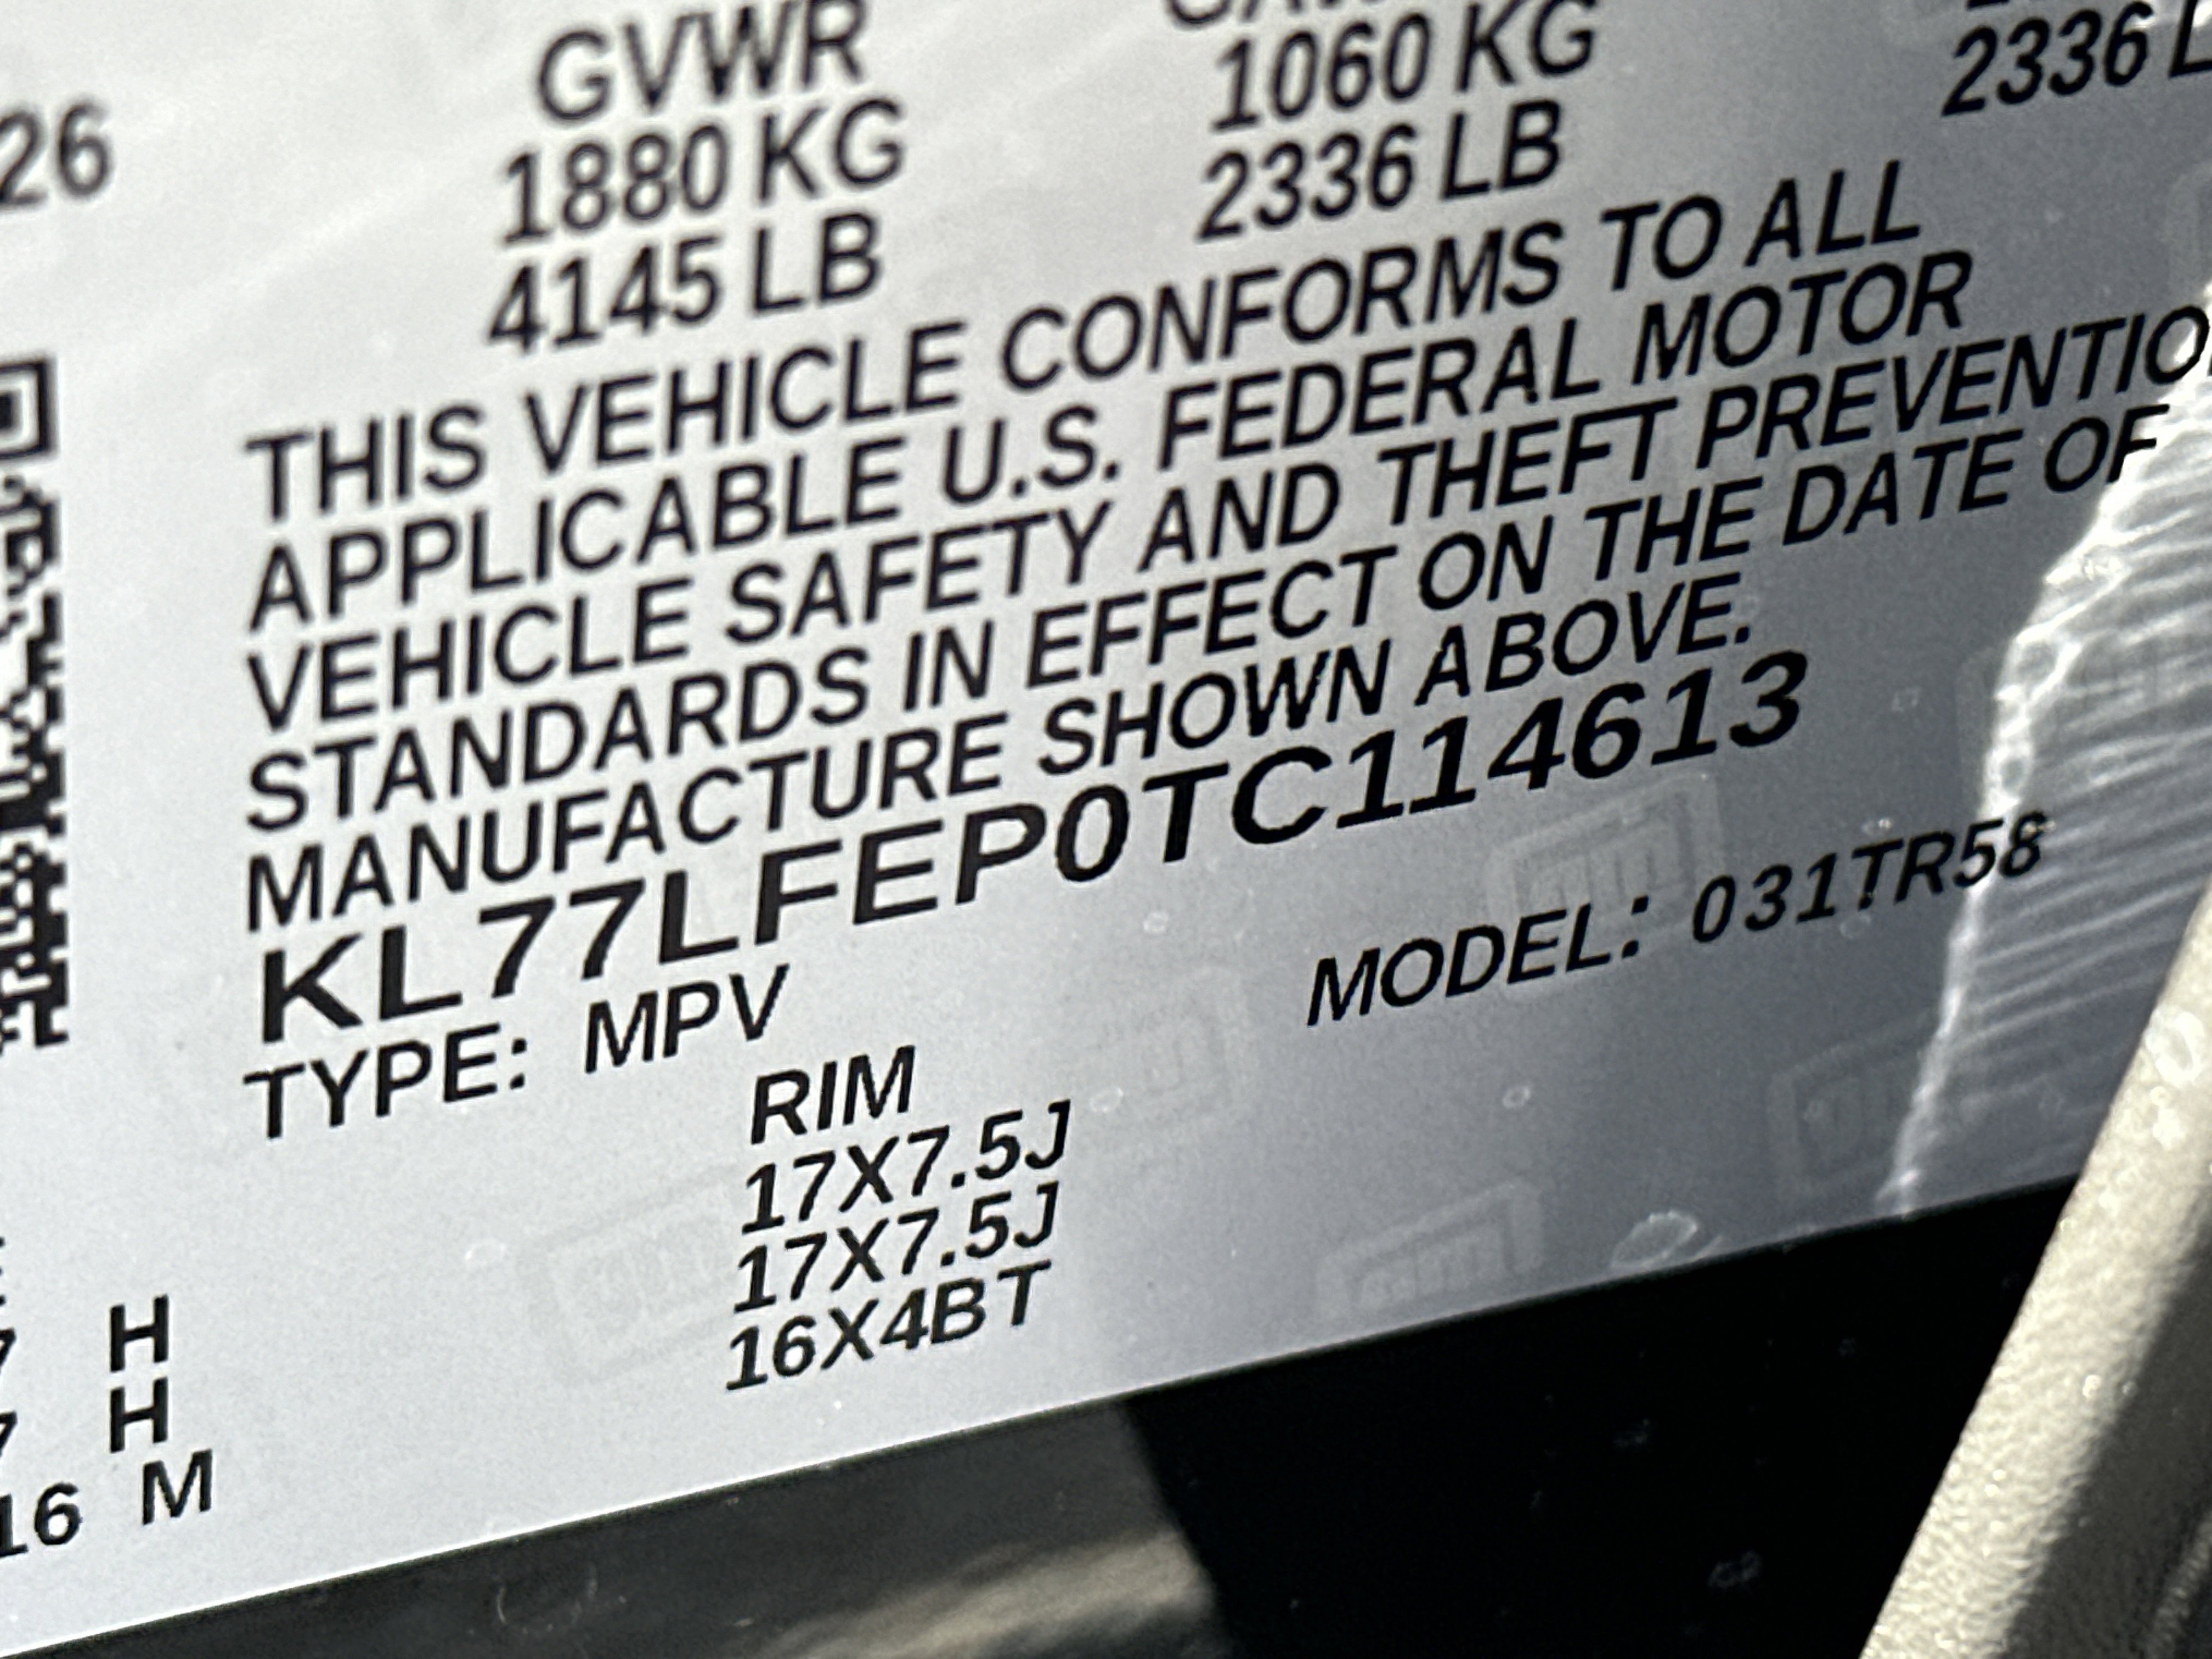 26
GVWR
1880 KG
4145 LB
1060 KG
2336 LB
2336
THIS VEHICLE CONFORMS TO ALL
APPLICABLE U.S. FEDERAL MOTOR
VEHICLE SAFETY AND THEFT PREVENTIO
STANDARDS IN EFFECT ON THE DATE OF
MANUFACTURE SHOWN ABOVE.
KL77LFEP0TC114613
TYPE: MPV MODEL: 031TR58
RIM
H 17X7.5J
H 17X7.5J
16 M 16X4BT